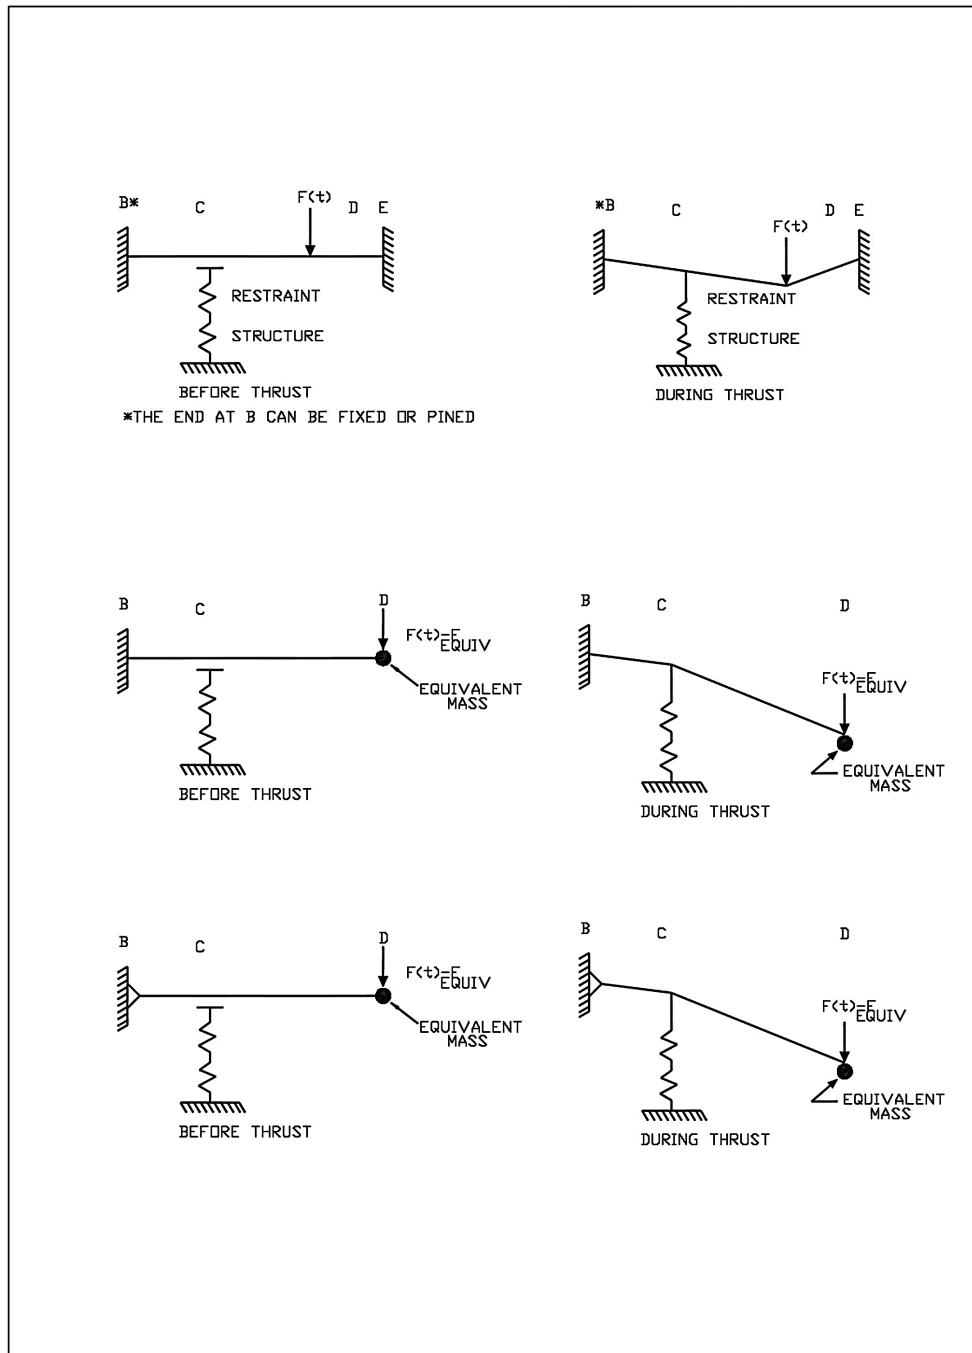 B* C F(t) D E
RESTRAINT
STRUCTURE
BEFORE THRUST
*THE END AT B CAN BE FIXED OR PINED
*B C F(t) D E
RESTRAINT
STRUCTURE
DURING THRUST
B C D
F(t)=F
EQUIV
EQUIVALENT
MASS
BEFORE THRUST
B C D
F(t)=F
EQUIV
EQUIVALENT
MASS
DURING THRUST
B C D
F(t)=F
EQUIV
EQUIVALENT
MASS
BEFORE THRUST
B C D
F(t)=F
EQUIV
EQUIVALENT
MASS
DURING THRUST